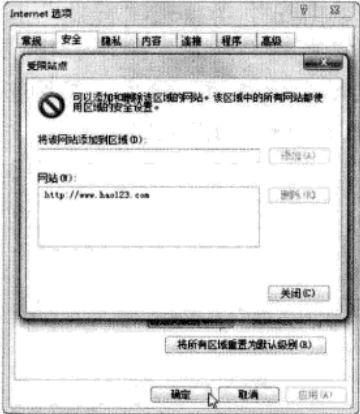 Internet 选项
常规 安全 隐私 内容 连接 程序 高级
受限站点
可以添加和删除该区域的网站。该区域中的所有网站都使
用区域的安全设置。
将该网站添加到区域(D):
添加(A)
网站(W):
http://www.hao123.com
删除(R)
关闭(C)
将所有区域重置为默认级别(R)
确定 取消 应用(A)